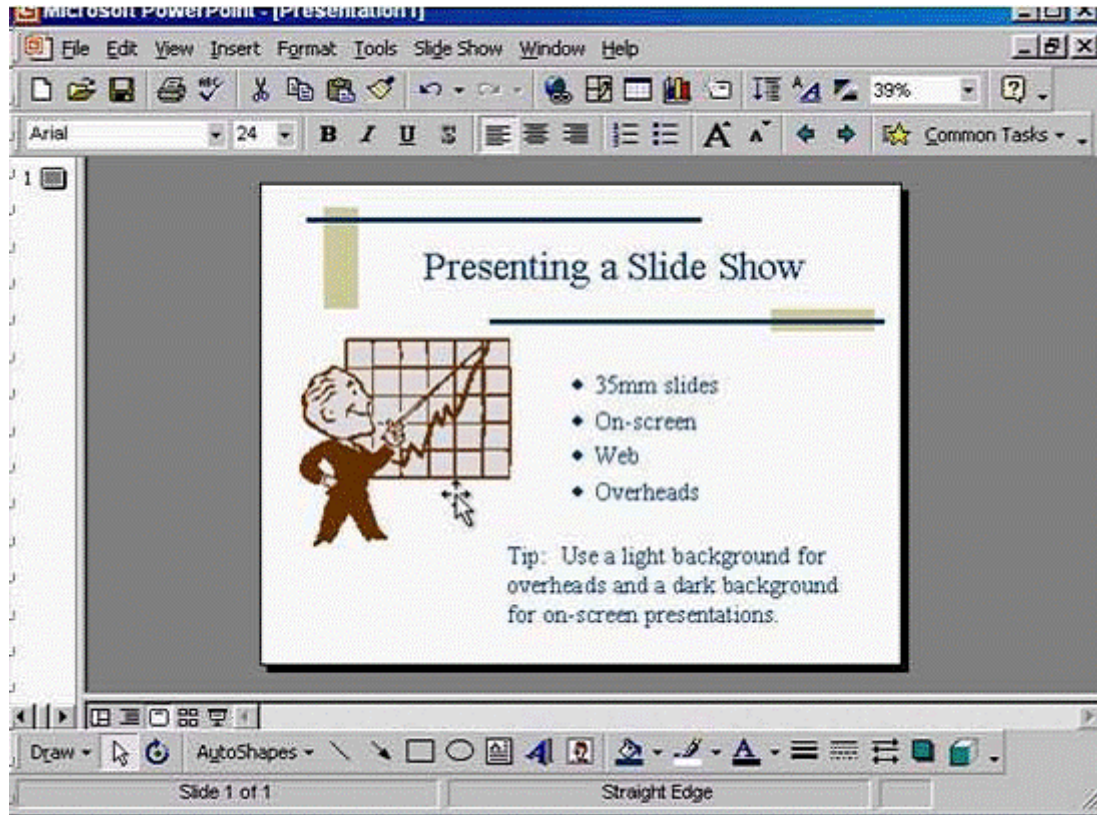 Microsoft PowerPoint - [Presentation1]
File Edit View Insert Format Tools Slide Show Window Help
ABC 39%
Arial 24 B I U S A A Common Tasks
1
Presenting a Slide Show
35mm slides
On-screen
Web
Overheads
Tip: Use a light background for
overheads and a dark background
for on-screen presentations.
Draw AutoShapes A A
Slide 1 of 1 Straight Edge